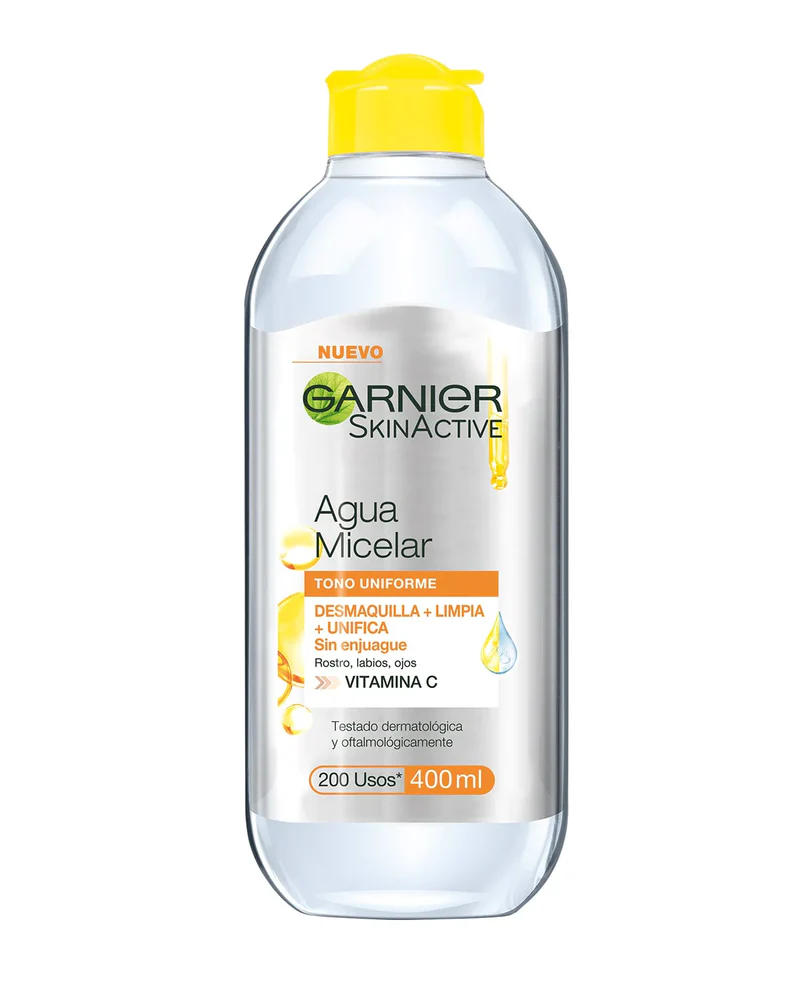 NUEVO
GARNIER
SKINACTIVE
Agua
Micelar
TONO UNIFORME
DESMAQUILLA + LIMPIA
+ UNIFICA
Sin enjuague
Rostro, labios, ojos
VITAMINA C
Testado dermatológica
y oftalmológicamente
200 Usos* 400 ml